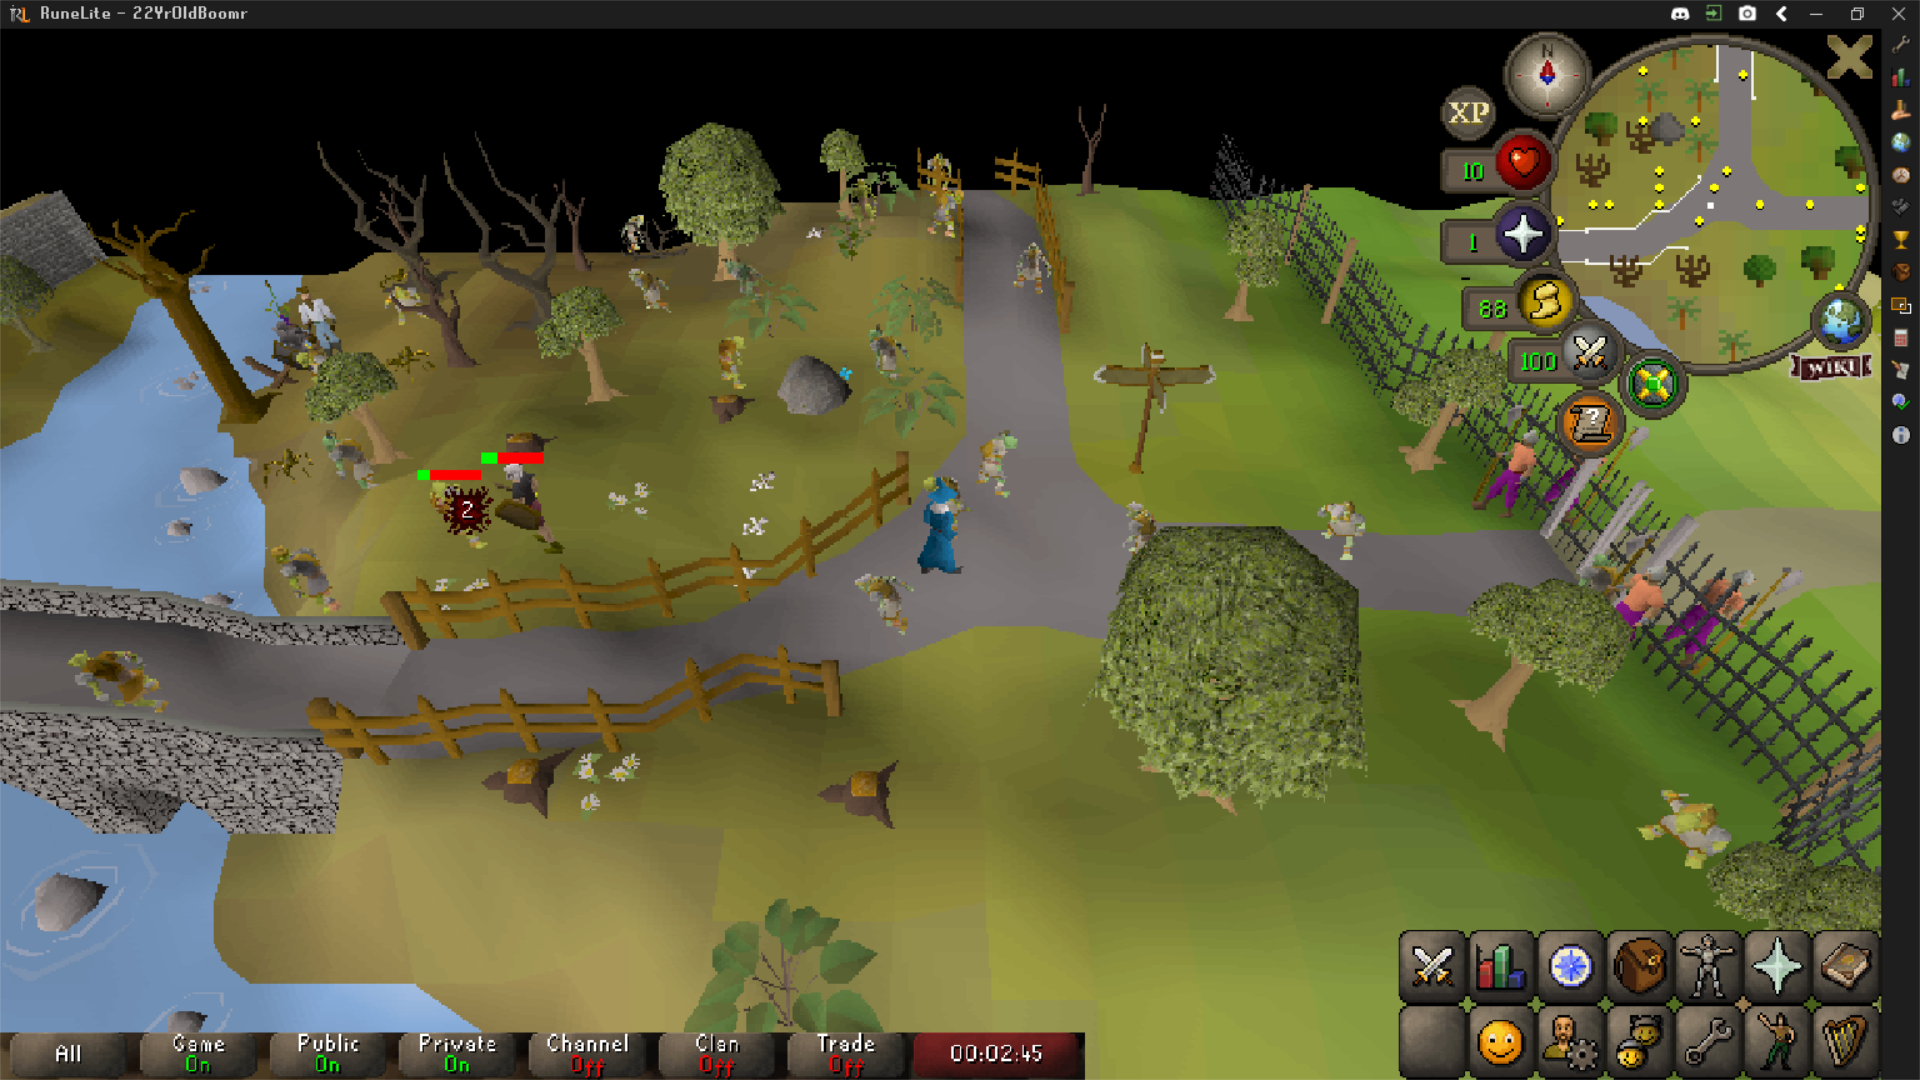 RuneLite - 22YrOldBoomr
N
XP
10
1
88
100
WIKI
2
All
Game
On
Public
On
Private
On
Channel
Off
Clan
Off
Trade
Off
00:02:45